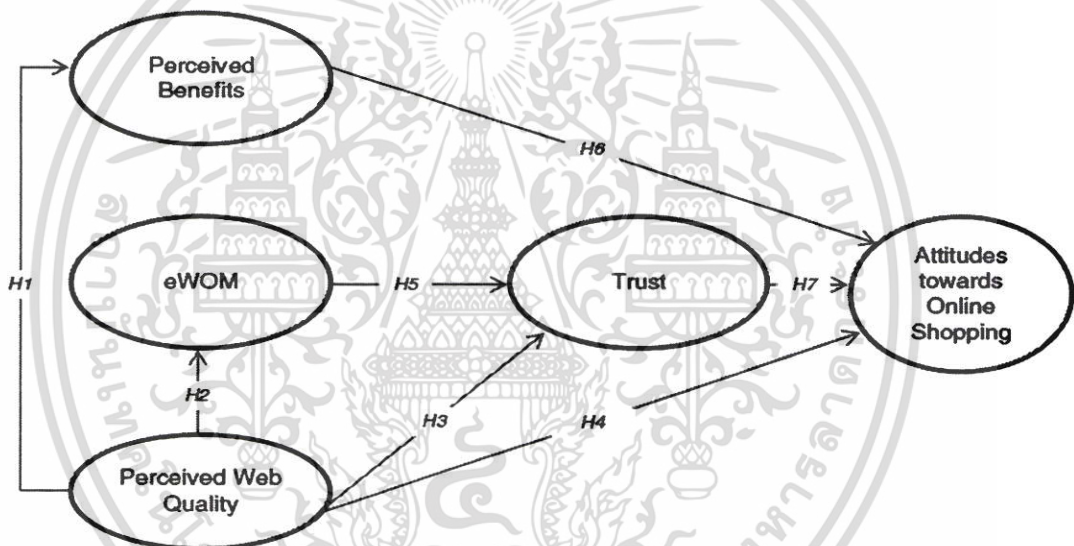 Perceived
Benefits
H6
H1
eWOM
H5
Trust
H7
Attitudes
towards
Online
Shopping
H2
H3
H4
Perceived Web
Quality